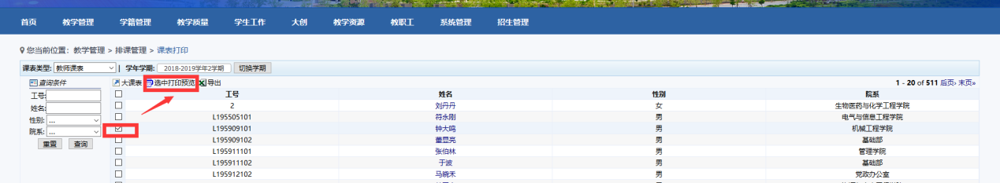 首页 教学管理 学籍管理 教学质量 学生工作 大创 教学资源 教职工 系统管理 招生管理
您当前位置：教学管理 > 排课管理 > 课表打印
课表类型: 教师课表 | 学年学期: 2018-2019学年2学期 切换学期
查询条件 大课表 选中打印预览 导出 1 - 20 of 511 后页› 末页»
工号: 工号 姓名 性别 院系
2 刘丹丹 女 生物医药与化学工程学院
姓名:
L195505101 符永刚 男 电气与信息工程学院
性别: ...
L195909101 钟大鸣 男 机械工程学院
院系: ...
L195909102 董显亮 男 基础部
重置 查询
L195911101 张伯林 男 管理学院
L195911102 于波 男 基础部
L195912102 马晓禾 男 党政办公室